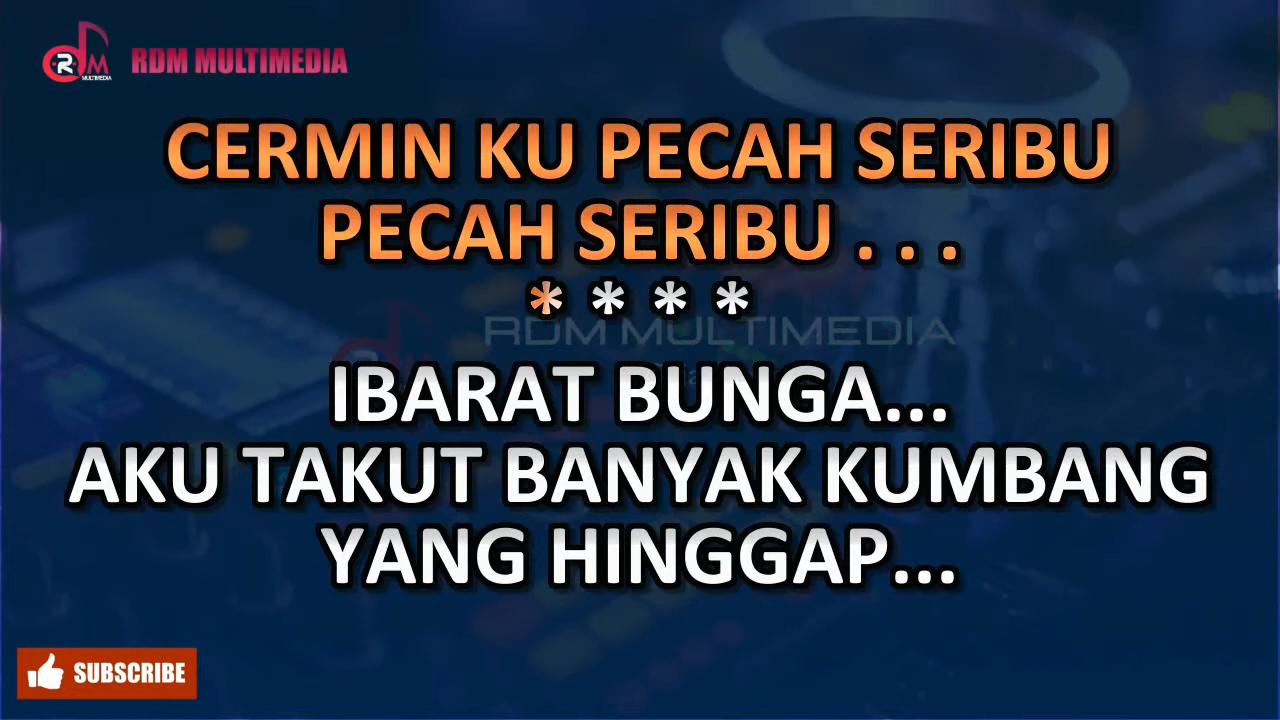 RDM MULTIMEDIA
CERMIN KU PECAH SERIBU
PECAH SERIBU . . .
* * * *
RDM MULTIMEDIA
IBARAT BUNGA...
AKU TAKUT BANYAK KUMBANG
YANG HINGGAP...
SUBSCRIBE